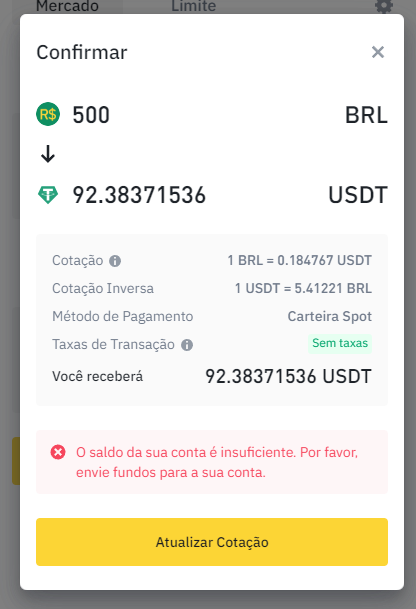 Mercado Limite
Confirmar
R$ 500 BRL
92.38371536 USDT
Cotação 1 BRL = 0.184767 USDT
Cotação Inversa 1 USDT = 5.41221 BRL
Método de Pagamento Carteira Spot
Taxas de Transação Sem taxas
Você receberá 92.38371536 USDT
O saldo da sua conta é insuficiente. Por favor,
envie fundos para a sua conta.
Atualizar Cotação